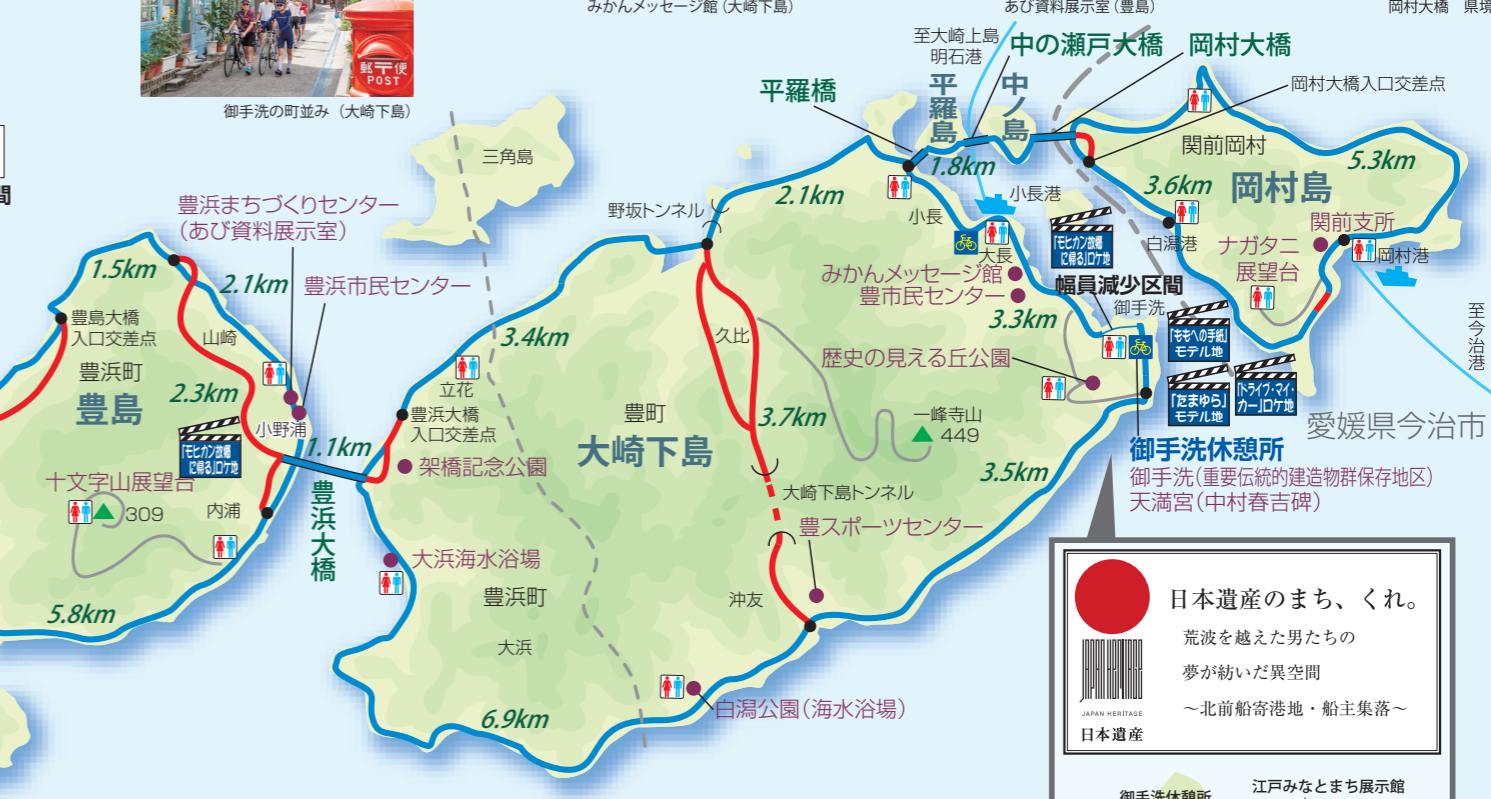 みかんメッセージ館(大崎下島)
あび資料展示室(豊島)
岡村大橋 県境
郵〒便
POST
御手洗の町並み(大崎下島)
間
三角島
至大崎上島
明石港
中の瀬戸大橋
岡村大橋
平羅橋
平羅島
中ノ島
岡村大橋入口交差点
関前岡村
5.3km
3.6km
岡村島
1.8km
2.1km
小長港
小長
野坂トンネル
大長
「モヒカン故郷
に帰る」ロケ地
白潟港
関前支所
ナガタニ
展望台
岡村港
至今治港
豊浜まちづくりセンター
(あび資料展示室)
1.5km
2.1km
豊浜市民センター
豊島大橋
入口交差点
山崎
豊浜町
豊島
2.3km
小野浦
「モヒカン故郷
に帰る」ロケ地
1.1km
十文字山展望台
309
内浦
豊浜大橋
5.8km
3.4km
立花
豊浜大橋
入口交差点
架橋記念公園
豊町
大崎下島
久比
3.7km
みかんメッセージ館
豊市民センター
幅員減少区間
御手洗
3.3km
歴史の見える丘公園
「ももへの手紙」
モデル地
「たまゆら」
モデル地
「ドライブ・マイ・
カー」ロケ地
愛媛県今治市
一峰寺山
449
3.5km
御手洗休憩所
御手洗(重要伝統的建造物群保存地区)
天満宮(中村春吉碑)
大崎下島トンネル
豊スポーツセンター
大浜海水浴場
豊浜町
大浜
沖友
白潟公園(海水浴場)
6.9km
日本遺産のまち、くれ。
荒波を越えた男たちの
夢が紡いだ異空間
~北前船寄港地・船主集落~
JAPAN HERITAGE
日本遺産
御手洗休憩所
江戸みなとまち展示館